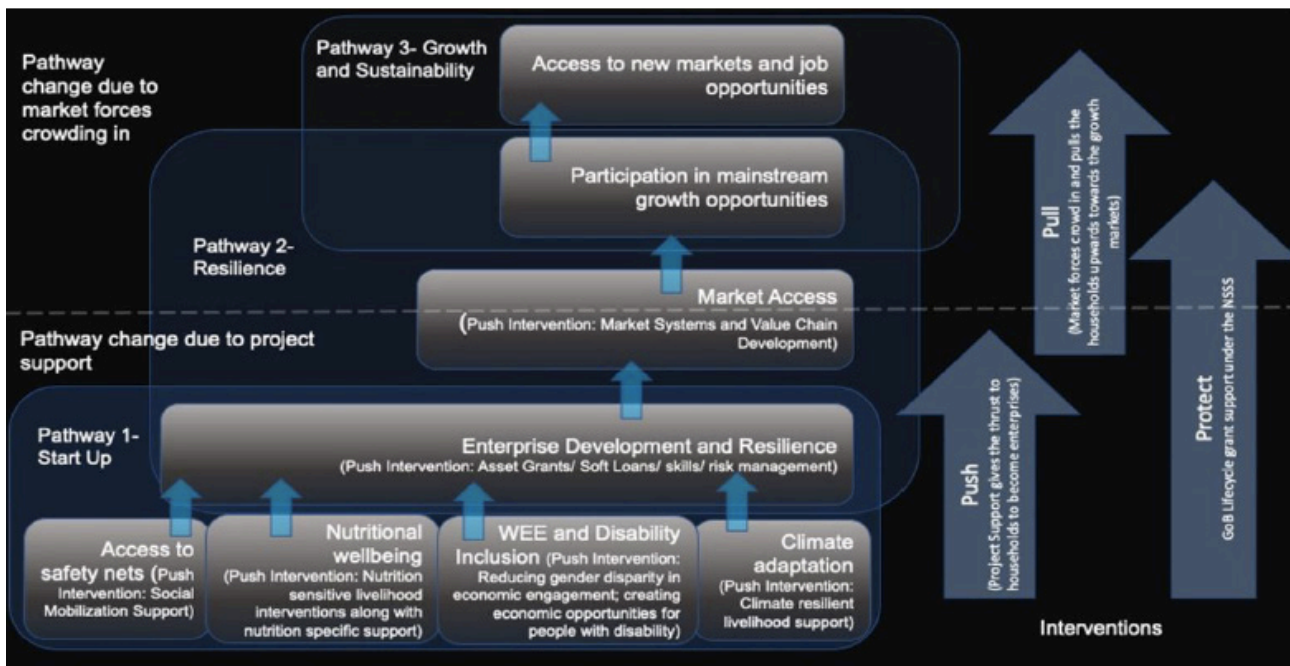 Pathway
change due to
market forces
crowding in
Pathway 3- Growth
and Sustainability
Access to new markets and job
opportunities
Participation in mainstream
growth opportunities
Pathway 2-
Resilience
Market Access
(Push Intervention: Market Systems and Value Chain
Development)
Pathway change due to project
support
Pathway 1-
Start Up
Enterprise Development and Resilience
(Push Intervention: Asset Grants/ Soft Loans/ skills/ risk management)
Access to
safety nets (Push
Intervention: Social
Mobilization Support)
Nutritional
wellbeing
(Push Intervention: Nutrition
sensitive livelihood
interventions along with
nutrition specific support)
WEE and Disability
Inclusion (Push Intervention:
Reducing gender disparity in
economic engagement; creating
economic opportunities for
people with disability)
Climate
adaptation
(Push Intervention:
Climate resilient
livelihood support)
Push
(Project Support gives the thrust to
households to become enterprises)
Pull
(Market forces crowd in and pulls the
households upwards towards the growth
markets)
Protect
GoB Lifecycle grant support under the NSSS
Interventions